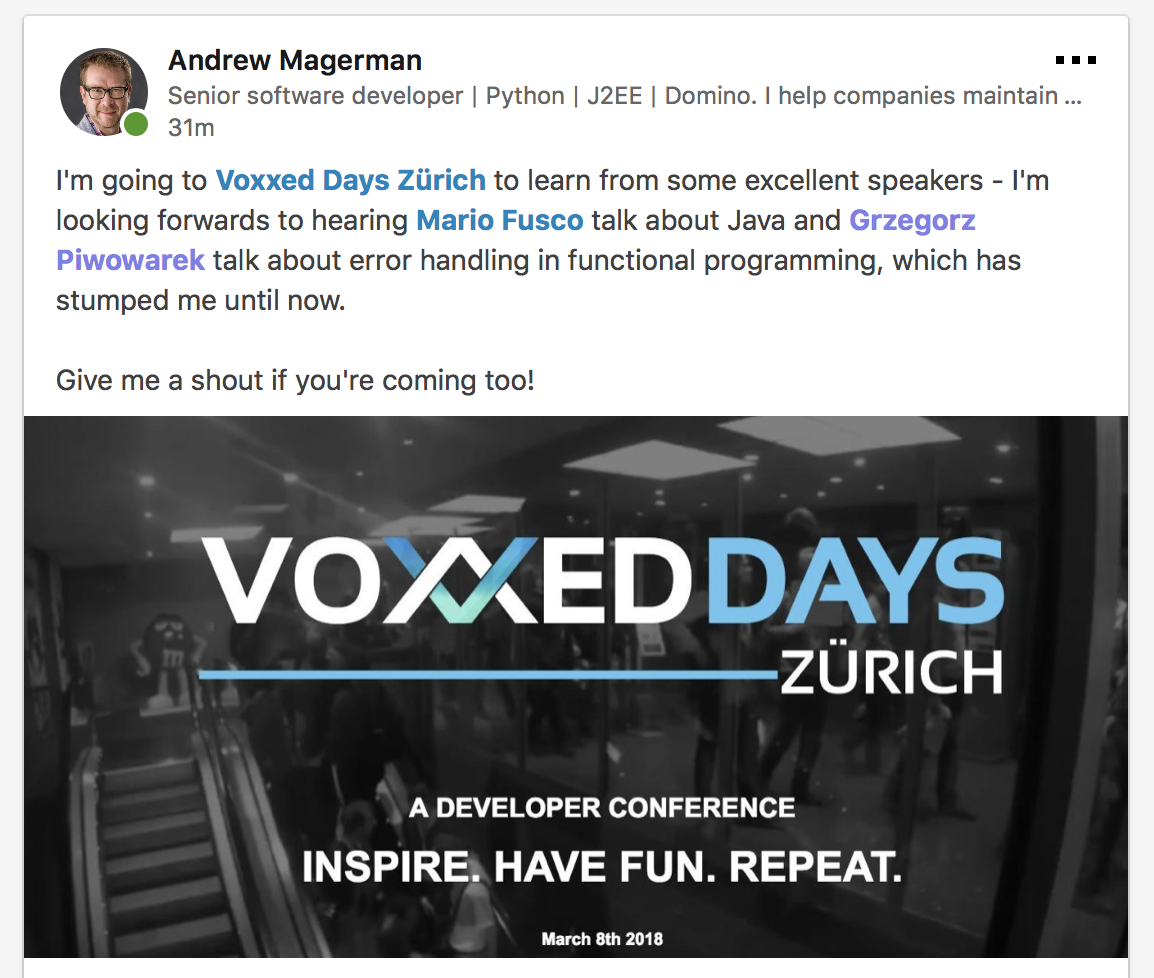 Andrew Magerman
Senior software developer | Python | J2EE | Domino. I help companies maintain ...
31m
I'm going to Voxxed Days Zürich to learn from some excellent speakers - I'm
looking forwards to hearing Mario Fusco talk about Java and Grzegorz
Piwowarek talk about error handling in functional programming, which has
stumped me until now.
Give me a shout if you're coming too!
VOXXEDDAYS
ZÜRICH
m
A DEVELOPER CONFERENCE
INSPIRE. HAVE FUN. REPEAT.
March 8th 2018